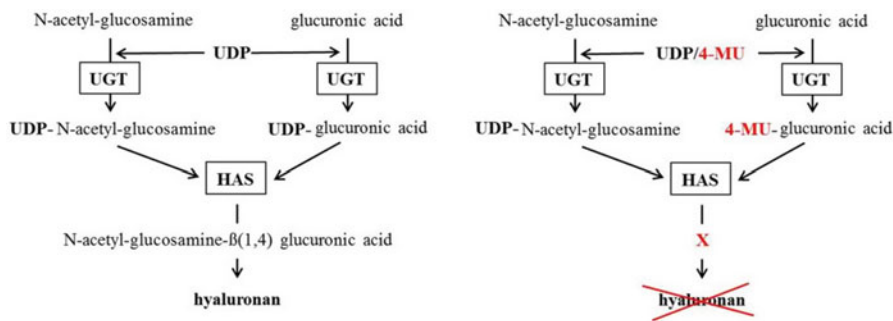 N-acetyl-glucosamine
glucuronic acid
UDP
UGT
UGT
UDP-N-acetyl-glucosamine
UDP-glucuronic acid
HAS
N-acetyl-glucosamine-ß(1,4) glucuronic acid
hyaluronan
N-acetyl-glucosamine
glucuronic acid
UDP/4-MU
UGT
UGT
UDP-N-acetyl-glucosamine
4-MU-glucuronic acid
HAS
X
hyaluronan